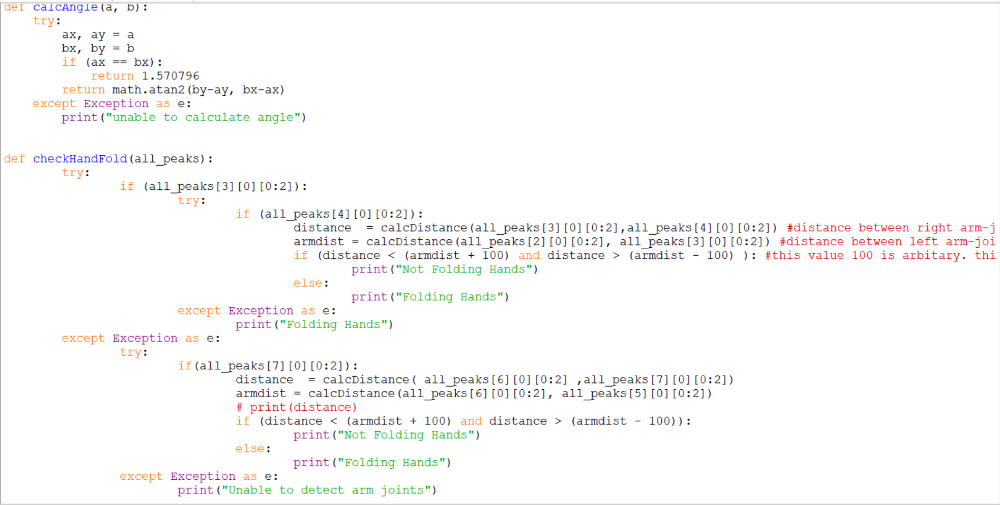 def calcAngle(a, b):
    try:
        ax, ay = a
        bx, by = b
        if (ax == bx):
            return 1.570796
        return math.atan2(by-ay, bx-ax)
    except Exception as e:
        print("unable to calculate angle")


def checkHandFold(all_peaks):
        try:
                if (all_peaks[3][0][0:2]):
                        try:
                                if (all_peaks[4][0][0:2]):
                                        distance  = calcDistance(all_peaks[3][0][0:2],all_peaks[4][0][0:2]) #distance between right arm-j
                                        armdist = calcDistance(all_peaks[2][0][0:2], all_peaks[3][0][0:2]) #distance between left arm-joi
                                        if (distance < (armdist + 100) and distance > (armdist - 100) ): #this value 100 is arbitary. thi
                                                print("Not Folding Hands")
                                        else:
                                                print("Folding Hands")
                        except Exception as e:
                                print("Folding Hands")
        except Exception as e:
                try:
                        if(all_peaks[7][0][0:2]):
                                distance  = calcDistance( all_peaks[6][0][0:2] ,all_peaks[7][0][0:2])
                                armdist = calcDistance(all_peaks[6][0][0:2], all_peaks[5][0][0:2])
                                # print(distance)
                                if (distance < (armdist + 100) and distance > (armdist - 100)):
                                        print("Not Folding Hands")
                                else:
                                        print("Folding Hands")
                except Exception as e:
                        print("Unable to detect arm joints")